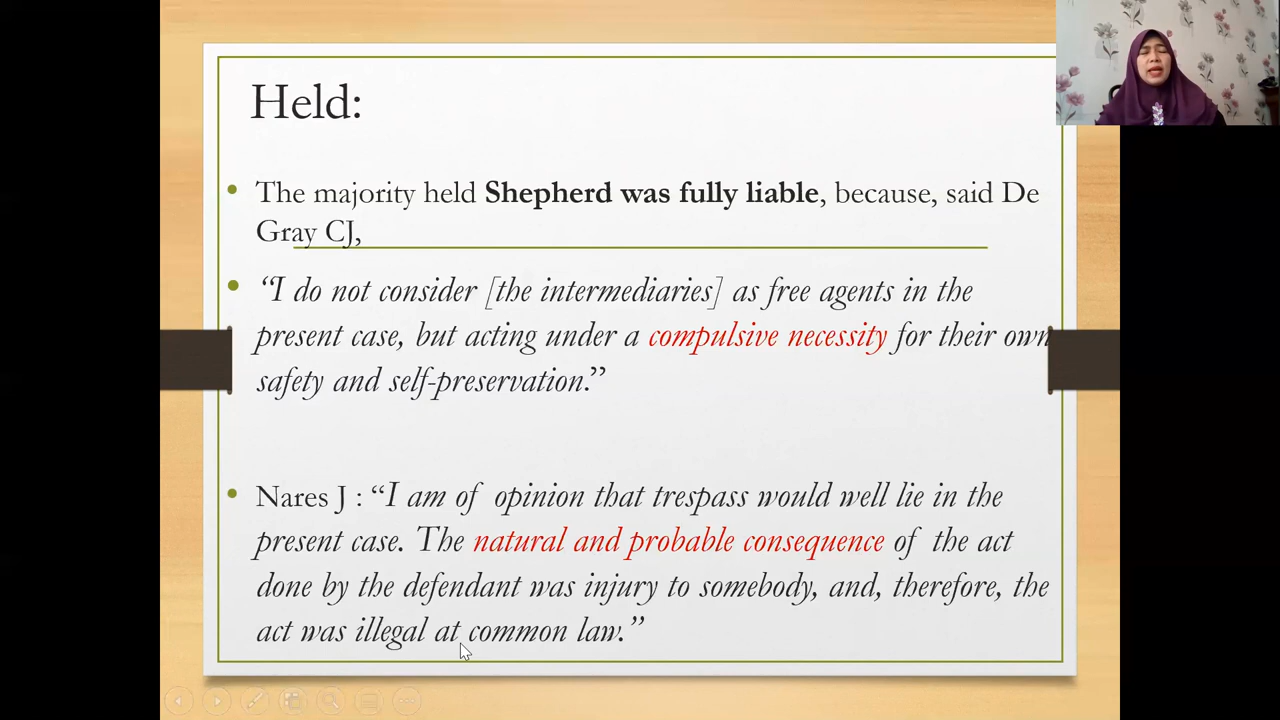 Held:
• The majority held Shepherd was fully liable, because, said De
Gray CJ,
• “I do not consider [the intermediaries] as free agents in the
present case, but acting under a compulsive necessity for their own
safety and self-preservation.”
• Nares J : “I am of opinion that trespass would well lie in the
present case. The natural and probable consequence of the act
done by the defendant was injury to somebody, and, therefore, the
act was illegal at common law.”